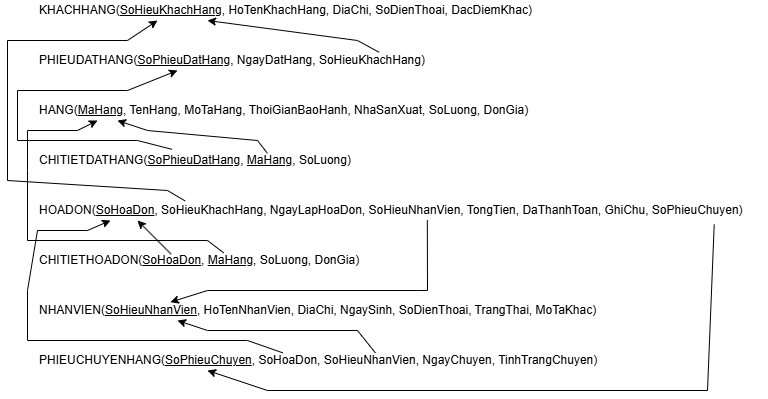 KHACHHANG(SoHieuKhachHang, HoTenKhachHang, DiaChi, SoDienThoai, DacDiemKhac)
PHIEUDATHANG(SoPhieuDatHang, NgayDatHang, SoHieuKhachHang)
HANG(MaHang, TenHang, MoTaHang, ThoiGianBaoHanh, NhaSanXuat, SoLuong, DonGia)
CHITIETDATHANG(SoPhieuDatHang, MaHang, SoLuong)
HOADON(SoHoaDon, SoHieuKhachHang, NgayLapHoaDon, SoHieuNhanVien, TongTien, DaThanhToan, GhiChu, SoPhieuChuyen)
CHITIETHOADON(SoHoaDon, MaHang, SoLuong, DonGia)
NHANVIEN(SoHieuNhanVien, HoTenNhanVien, DiaChi, NgaySinh, SoDienThoai, TrangThai, MoTaKhac)
PHIEUCHUYENHANG(SoPhieuChuyen, SoHoaDon, SoHieuNhanVien, NgayChuyen, TinhTrangChuyen)